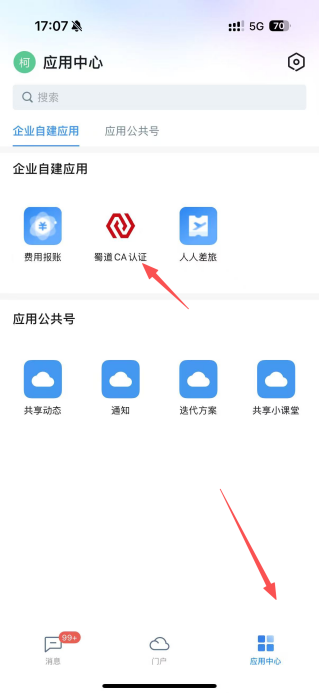 17:07
5G
70
柯
应用中心
搜索
企业自建应用
应用公共号
企业自建应用
费用报账
蜀道CA认证
人人差旅
应用公共号
共享动态
通知
迭代方案
共享小课堂
99+
消息
门户
应用中心